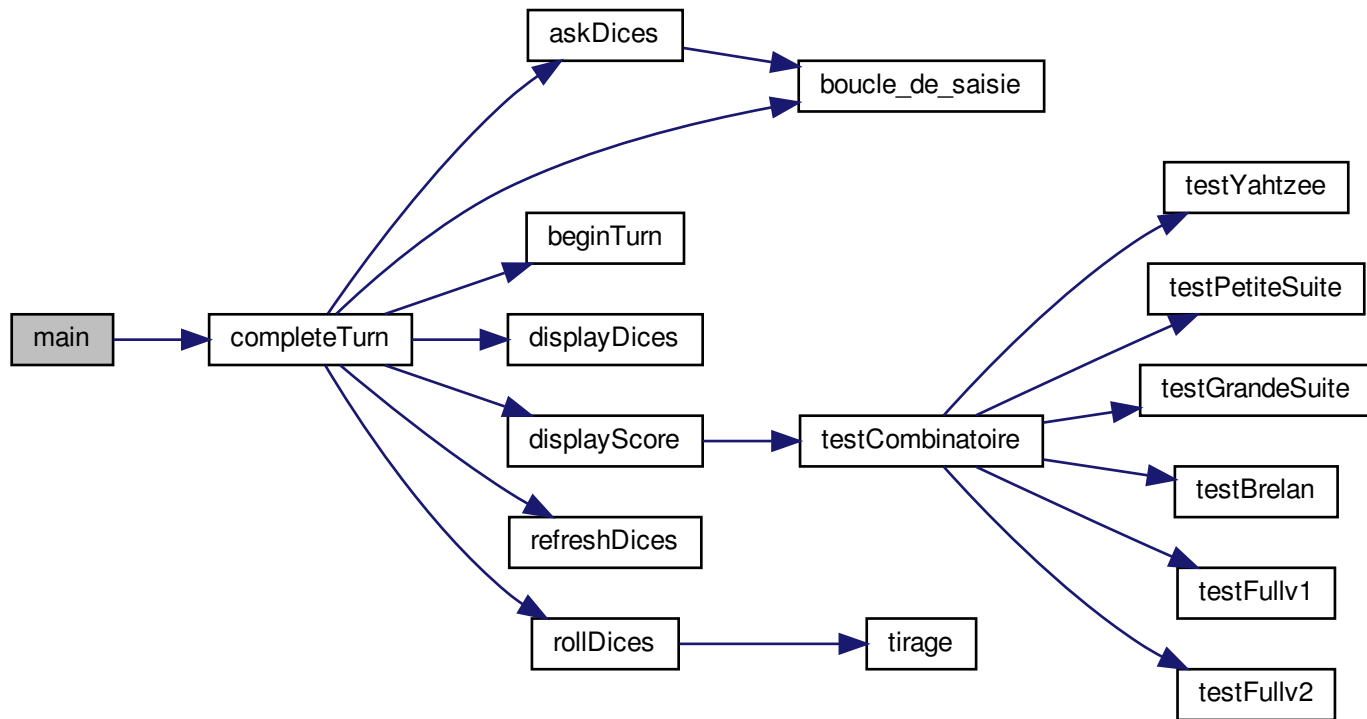 askDices
boucle_de_saisie
testYahtzee
beginTurn
testPetiteSuite
main
completeTurn
displayDices
testGrandeSuite
displayScore
testCombinatoire
testBrelan
refreshDices
testFullv1
rollDices
tirage
testFullv2